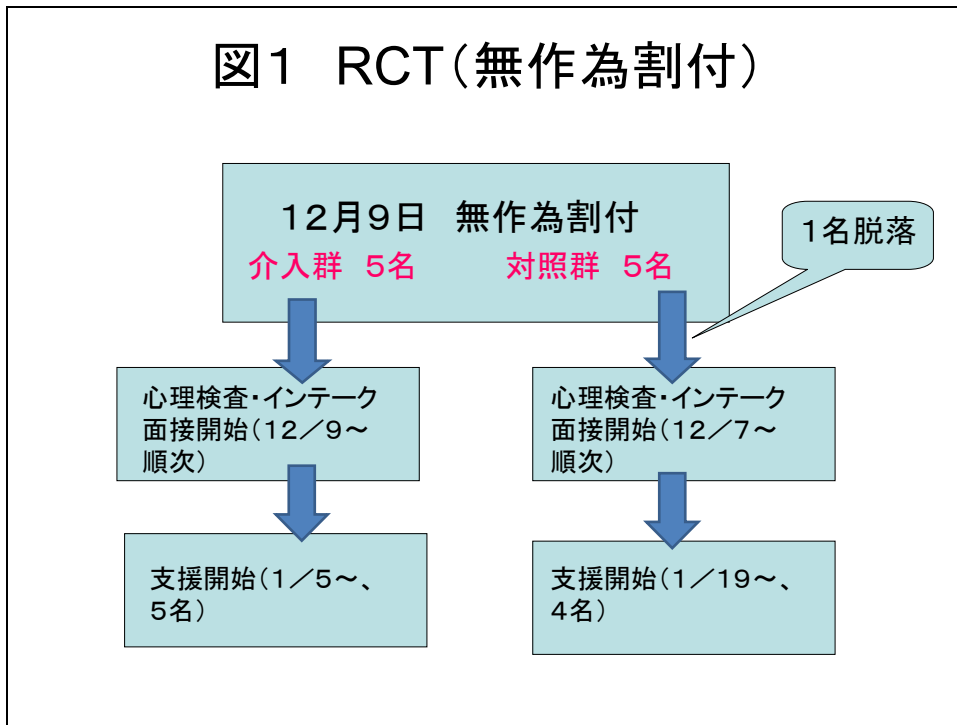 図1　RCT（無作為割付）
12月9日　無作為割付
介入群　5名　　　対照群　5名
1名脱落
心理検査・インテーク
面接開始（12／9～
順次）
心理検査・インテーク
面接開始（12／7～
順次）
支援開始（1／5～、
5名）
支援開始（1／19～、
4名）